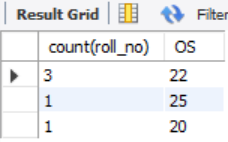 Result Grid Filter
count(roll_no) OS
3 22
1 25
1 20